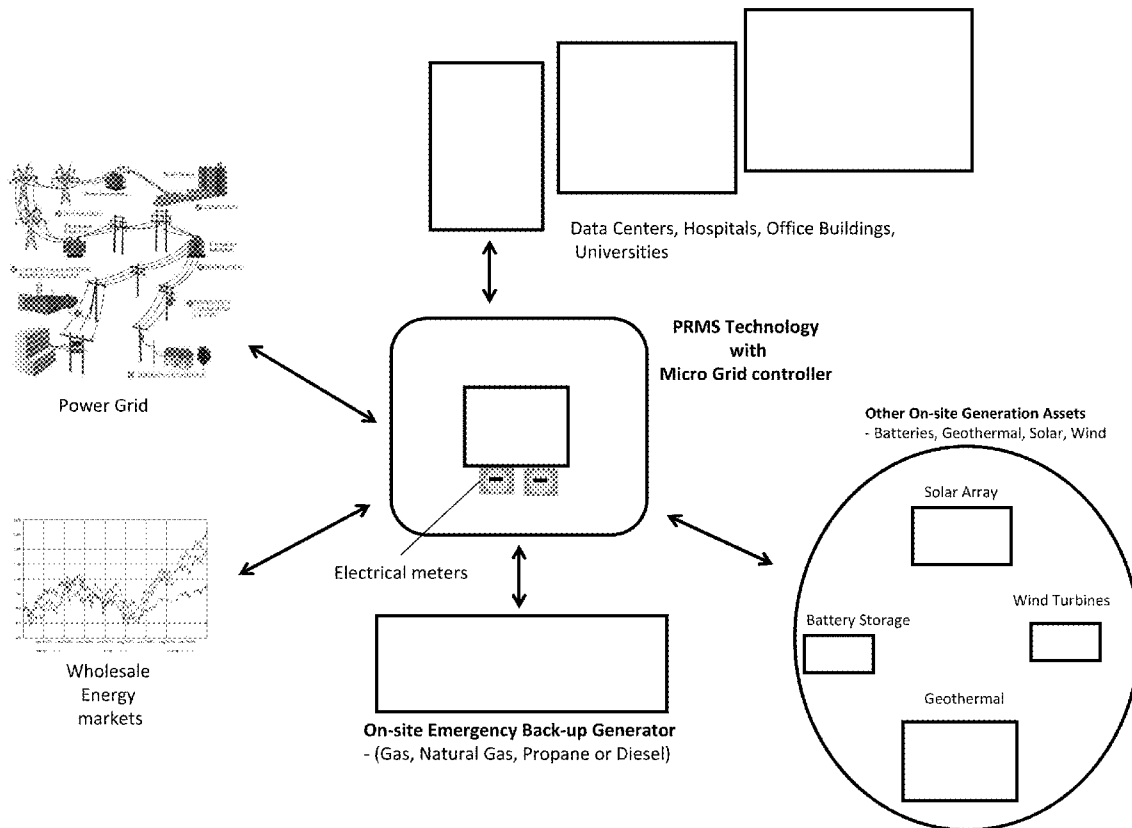 Data Centers, Hospitals, Office Buildings,
Universities
PRMS Technology
with
Micro Grid controller
Power Grid
Other On-site Generation Assets
- Batteries, Geothermal, Solar, Wind
Solar Array
Electrical meters
Wind Turbines
Battery Storage
Wholesale
Energy
markets
Geothermal
On-site Emergency Back-up Generator
- (Gas, Natural Gas, Propane or Diesel)